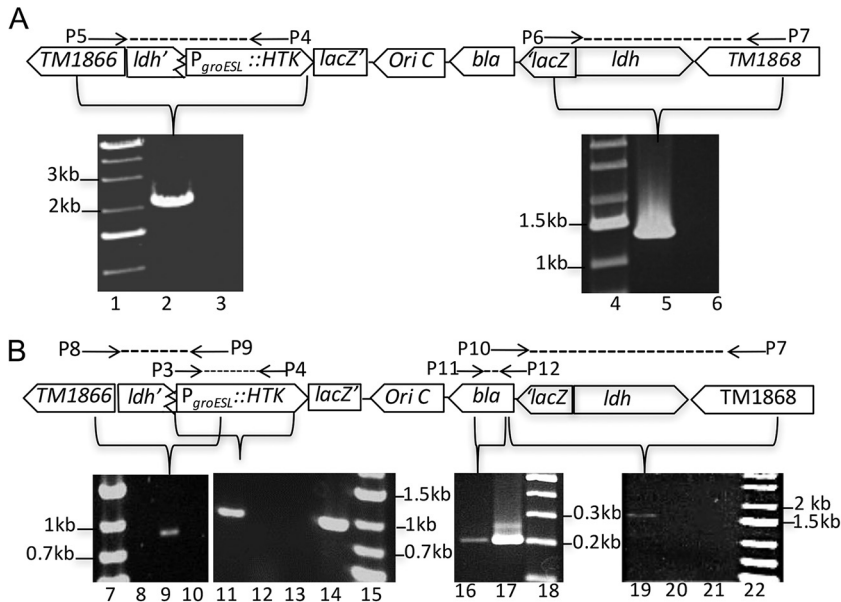 A
P5 P4 P6 P7
TM1866 ldh' PgroESL ::HTK lacZ' Ori C bla 'lacZ ldh TM1868
3kb
2kb
1.5kb
1kb
1 2 3 4 5 6
B
P8 P9 P10 P7
P3 P4 P11 P12
TM1866 ldh' PgroESL::HTK lacZ' Ori C bla 'lacZ ldh TM1868
1kb
0.7kb
1.5kb
1kb
0.7kb
0.3kb
0.2kb
2 kb
1.5kb
7 8 9 10 11 12 13 14 15 16 17 18 19 20 21 22